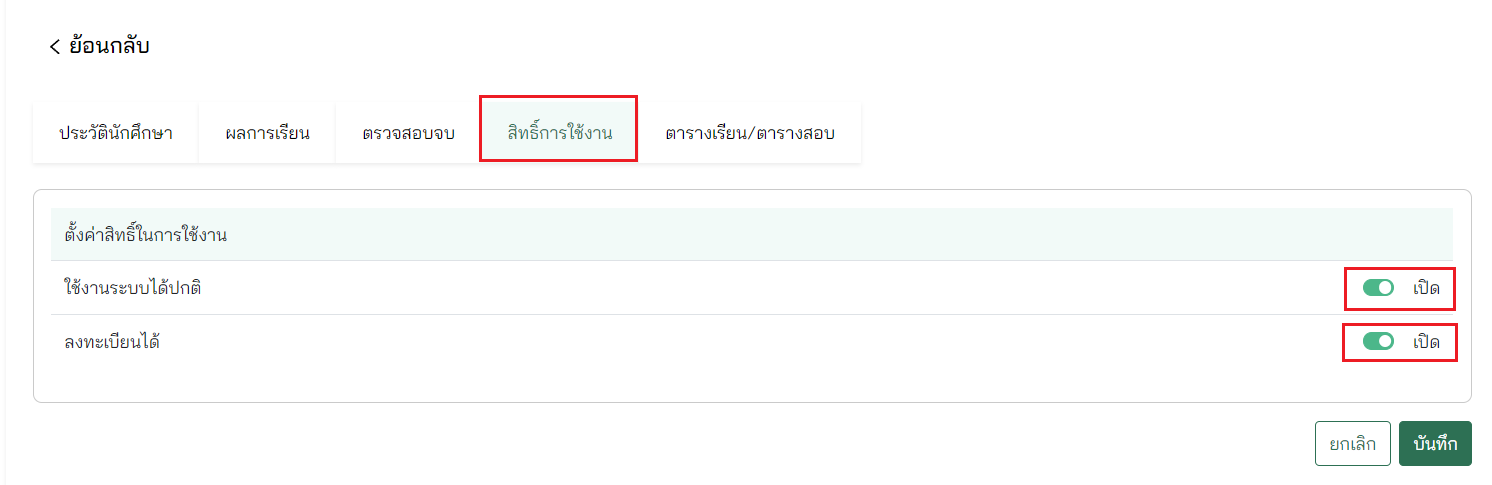 < ย้อนกลับ
ประวัตินักศึกษา ผลการเรียน ตรวจสอบจบ สิทธิ์การใช้งาน ตารางเรียน/ตารางสอบ
ตั้งค่าสิทธิ์ในการใช้งาน
ใช้งานระบบได้ปกติ เปิด
ลงทะเบียนได้ เปิด
ยกเลิก บันทึก